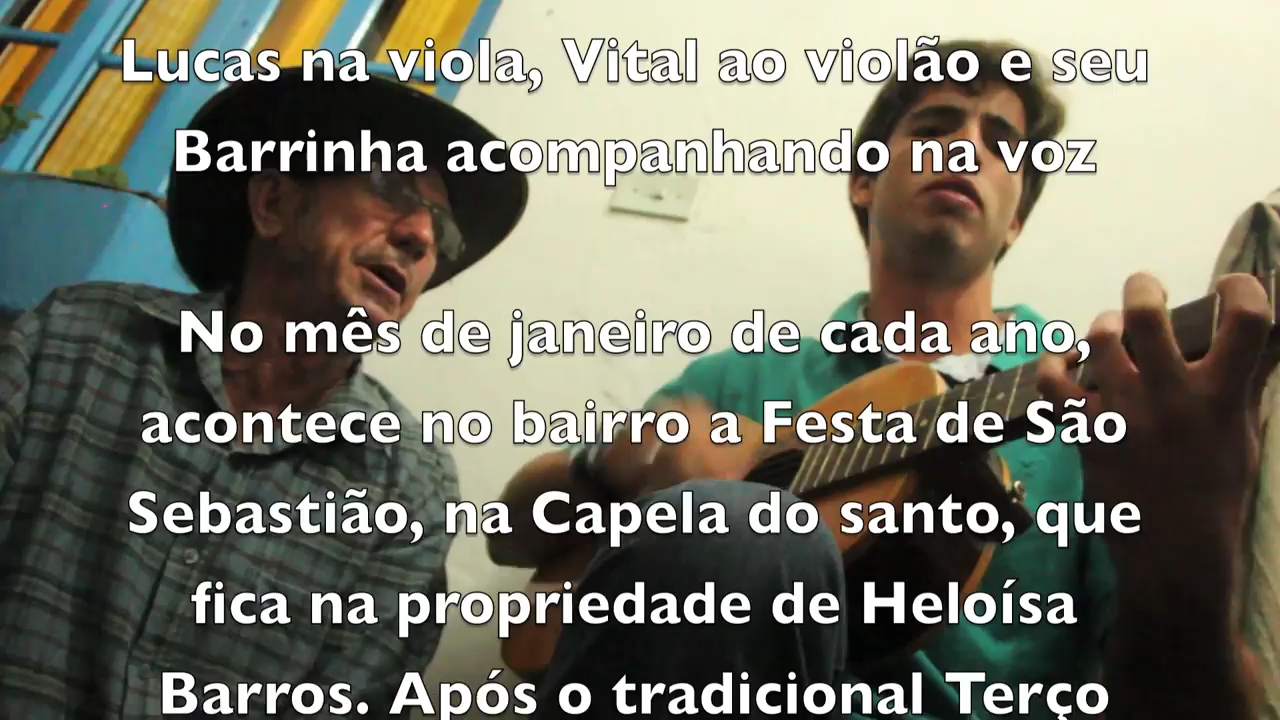 Lucas na viola, Vital ao violão e seu
Barrinha acompanhando na voz
No mês de janeiro de cada ano,
acontece no bairro a Festa de São
Sebastião, na Capela do santo, que
fica na propriedade de Heloísa
Barros. Após o tradicional Terço